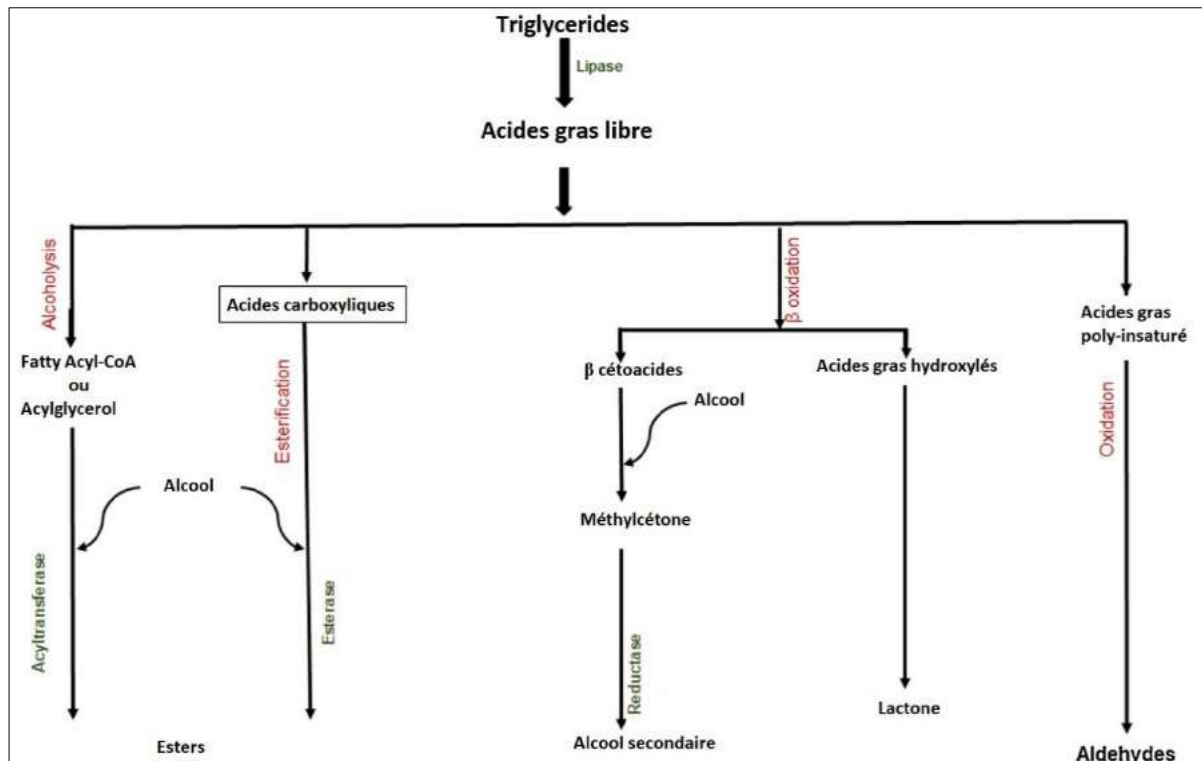 Triglycerides
Lipase
Acides gras libre
Alcoholysis
β oxidation
Acides carboxyliques
Acides gras
poly-insaturé
Fatty Acyl-CoA
ou
Acylglycerol
Esterification
β cétoacides
Acides gras hydroxylés
Oxidation
Alcool
Alcool
Méthylcétone
Acyltransferase
Esterase
Reductase
Lactone
Esters
Alcool secondaire
Aldehydes